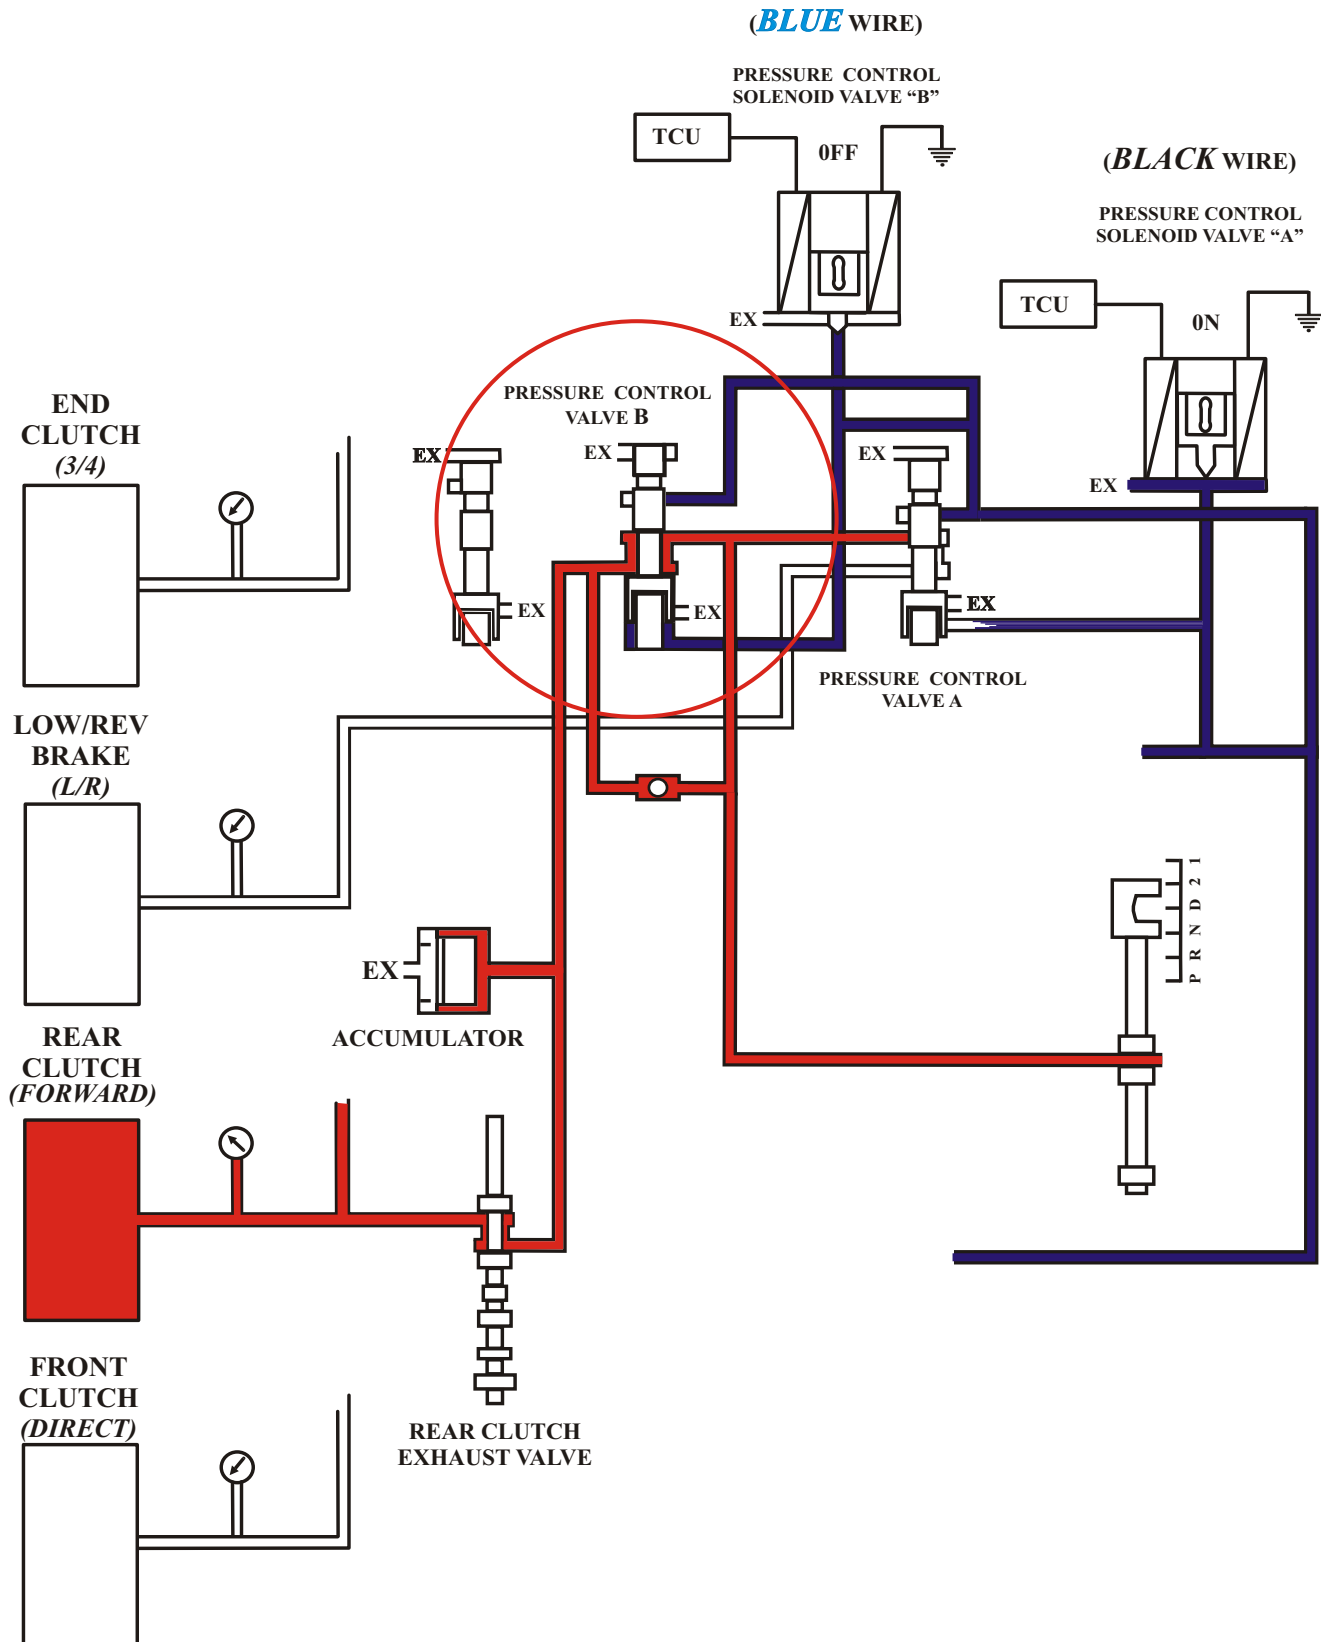 (BLUE WIRE)
PRESSURE CONTROL
SOLENOID VALVE “B”
TCU
0FF
(BLACK WIRE)
PRESSURE CONTROL
SOLENOID VALVE “A”
TCU
0N
EX
EX
PRESSURE CONTROL
VALVE B
EX
EX
EX
EX
EX
EX
PRESSURE CONTROL
VALVE A
END
CLUTCH
(3/4)
LOW/REV
BRAKE
(L/R)
EX
ACCUMULATOR
P R N D 2 1
REAR
CLUTCH
(FORWARD)
REAR CLUTCH
EXHAUST VALVE
FRONT
CLUTCH
(DIRECT)